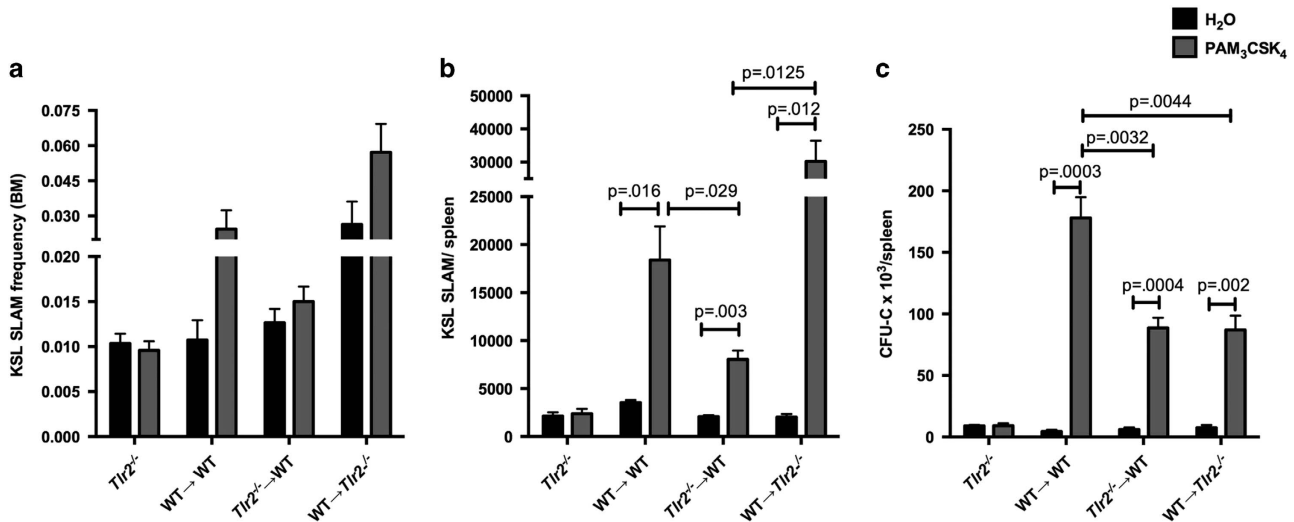 H₂O
PAM₃CSK₄
a
KSL SLAM frequency (BM)
0.075
0.060
0.045
0.030
0.020
0.015
0.010
0.005
0.000
Tlr2⁻/⁻
WT→ WT
Tlr2⁻/⁻→WT
WT→Tlr2⁻/⁻
b
KSL SLAM/ spleen
50000
40000
30000
25000
20000
15000
10000
5000
0
p=.0125
p=.012
p=.016
p=.029
p=.003
Tlr2⁻/⁻
WT→ WT
Tlr2⁻/⁻→WT
WT→Tlr2⁻/⁻
c
CFU-C x 10³/spleen
250
200
150
100
50
0
p=.0044
p=.0032
p=.0003
p=.0004
p=.002
Tlr2⁻/⁻
WT→ WT
Tlr2⁻/⁻→WT
WT→Tlr2⁻/⁻